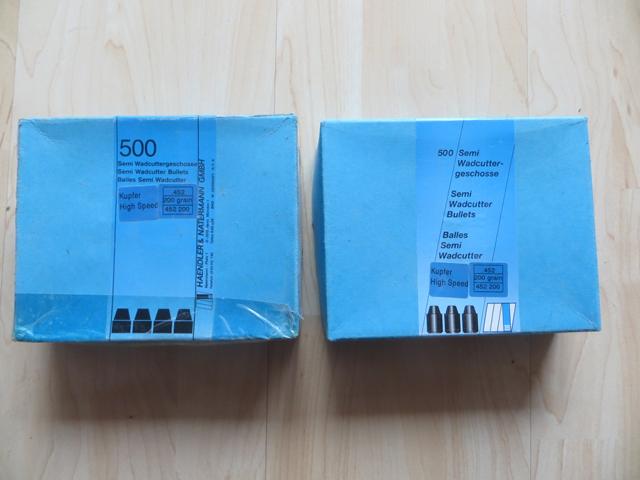 500
Semi Wadcuttergeschosse
Semi Wadcutter Bullets
Balles Semi Wadcutter
Kupfer
High Speed
452
200 grain
452 200
HAENDLER & NATERMANN GMBH
500 Semi
Wadcutter-
geschosse
Semi
Wadcutter
Bullets
Balles
Semi
Wadcutter
Kupfer
High Speed
452
200 grain
452 200